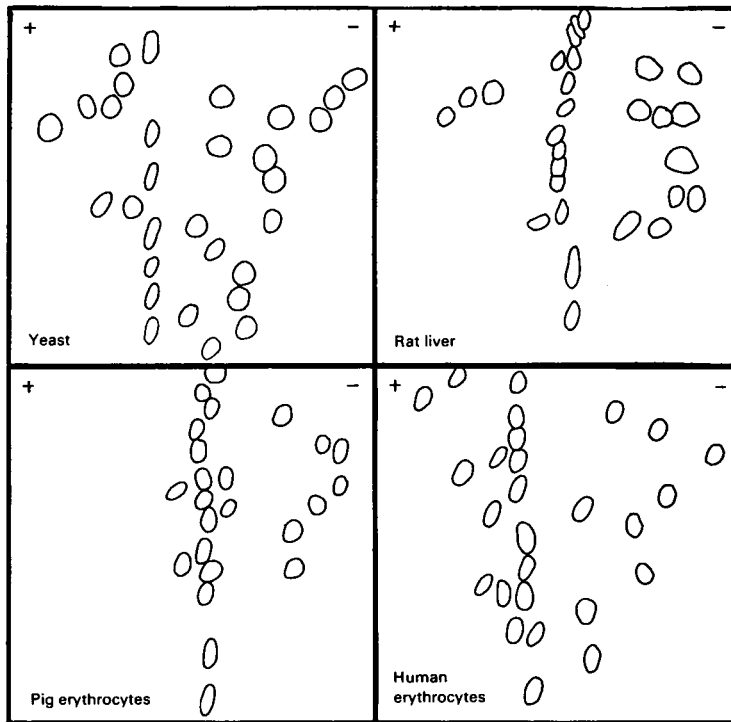 + −
Yeast
+ −
Rat liver
+ −
Pig erythrocytes
+ −
Human
erythrocytes